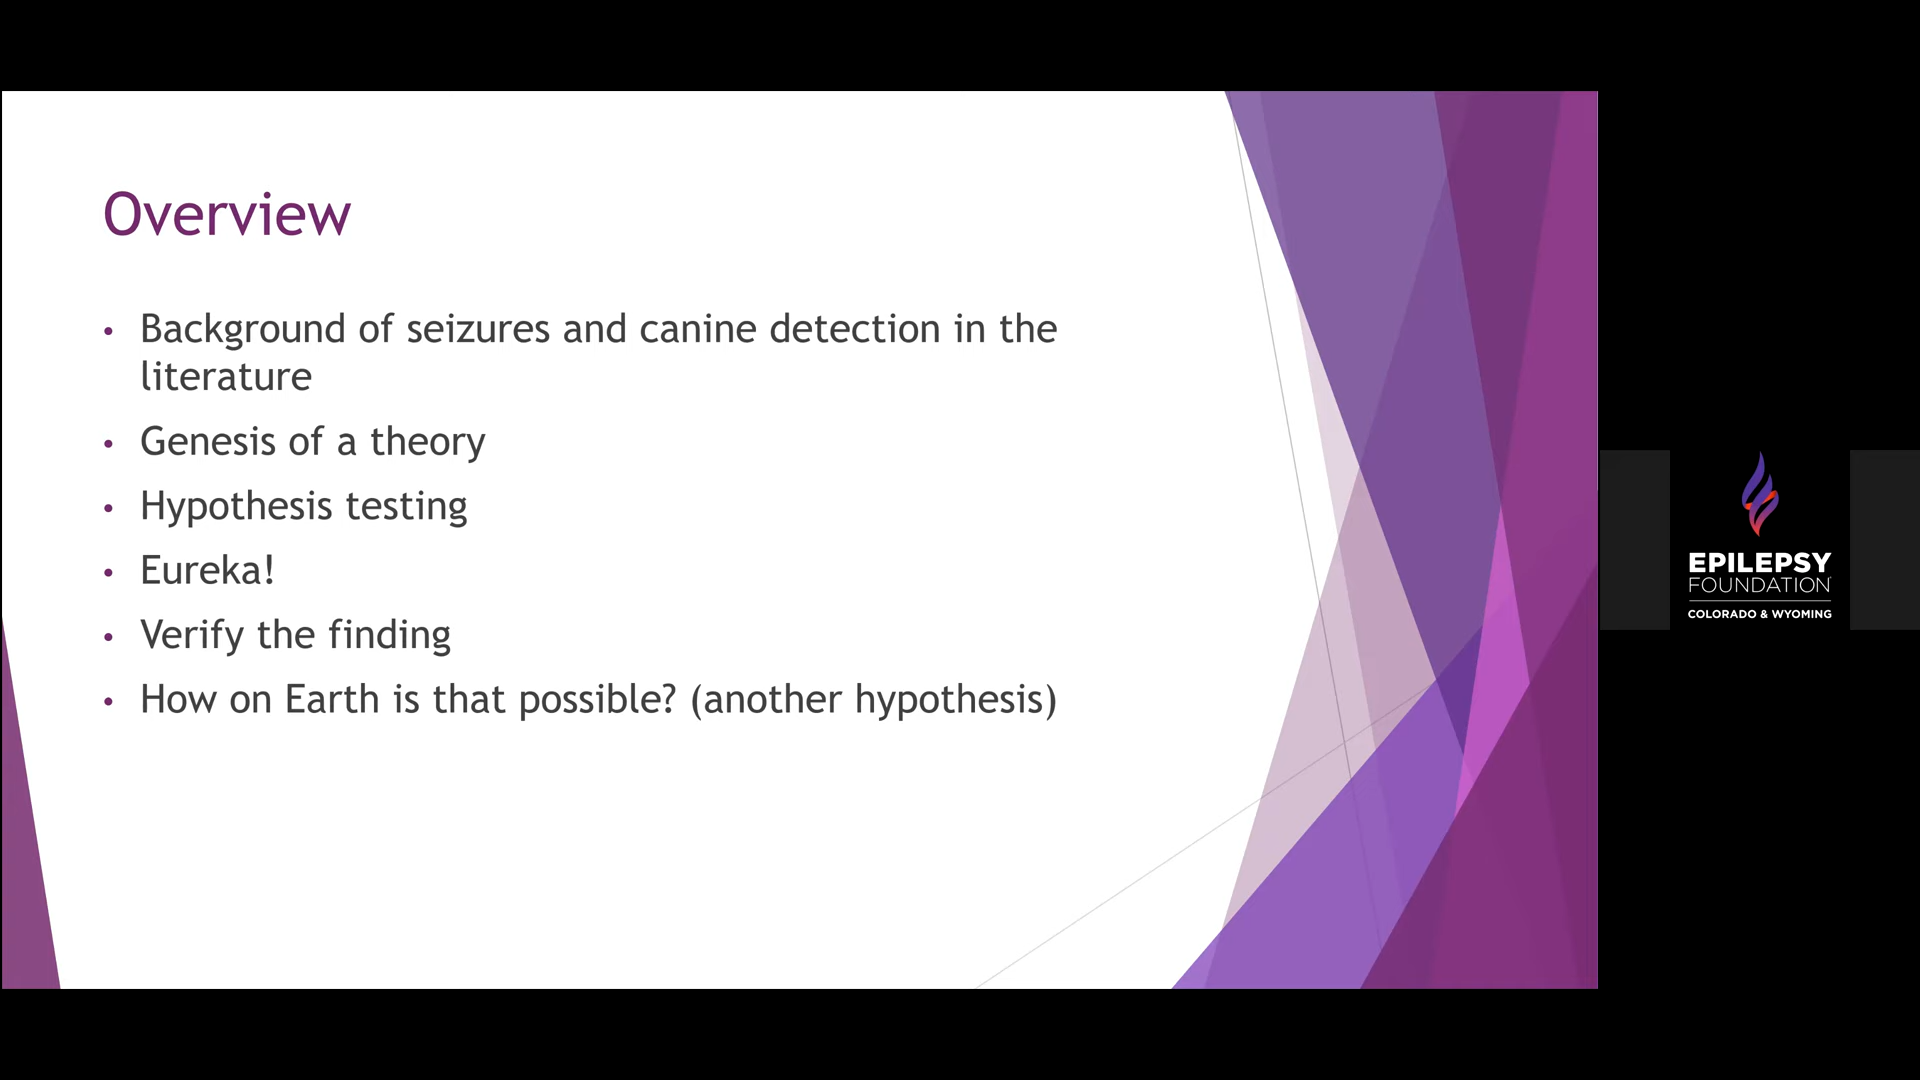 Overview
• Background of seizures and canine detection in the
literature
• Genesis of a theory
• Hypothesis testing
• Eureka!
• Verify the finding
• How on Earth is that possible? (another hypothesis)
EPILEPSY
FOUNDATION
COLORADO & WYOMING